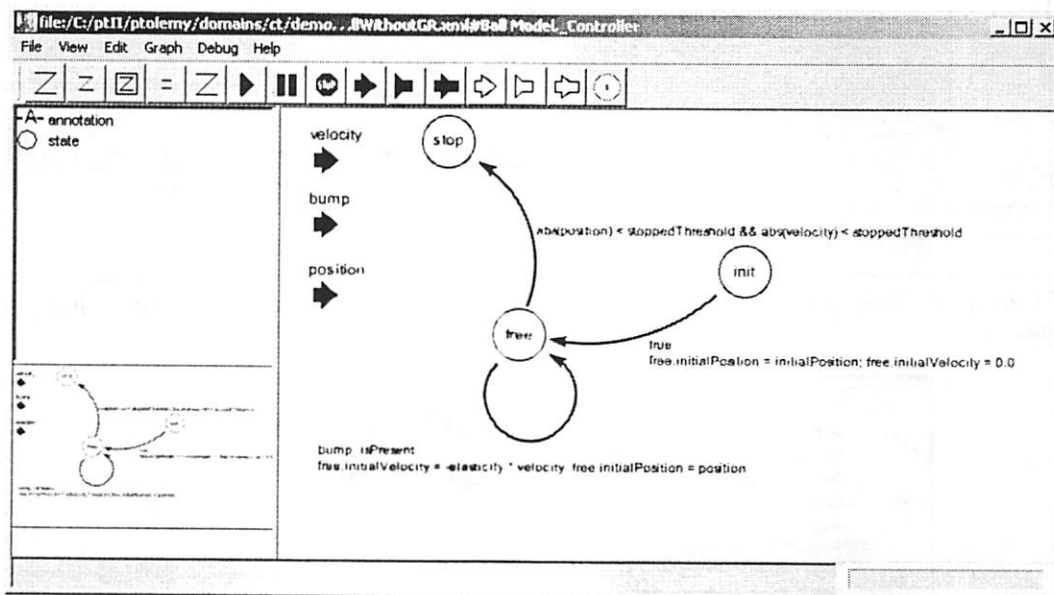 file:/C:/ptII/ptolemy/domains/ct/demo...llWithoutGR.xml#Ball Model._Controller
File View Edit Graph Debug Help
A annotation
state
velocity
stop
bump
abs(position) < stoppedThreshold && abs(velocity) < stoppedThreshold
position
init
free
true
free.initialPosition = initialPosition; free.initialVelocity = 0.0
bump_isPresent
free.initialVelocity = -elasticity * velocity; free.initialPosition = position